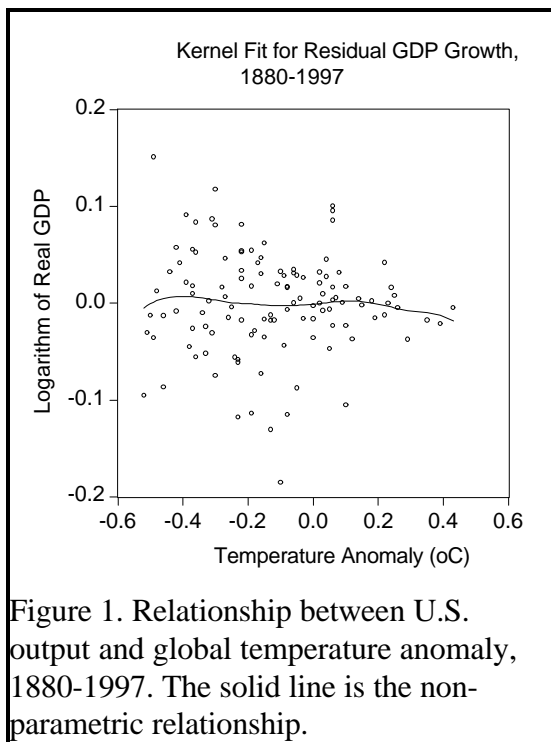 Kernel Fit for Residual GDP Growth,
1880-1997
Logarithm of Real GDP
0.2
0.1
0.0
-0.1
-0.2
-0.6 -0.4 -0.2 0.0 0.2 0.4 0.6
Temperature Anomaly (oC)
Figure 1. Relationship between U.S.
output and global temperature anomaly,
1880-1997. The solid line is the non-
parametric relationship.